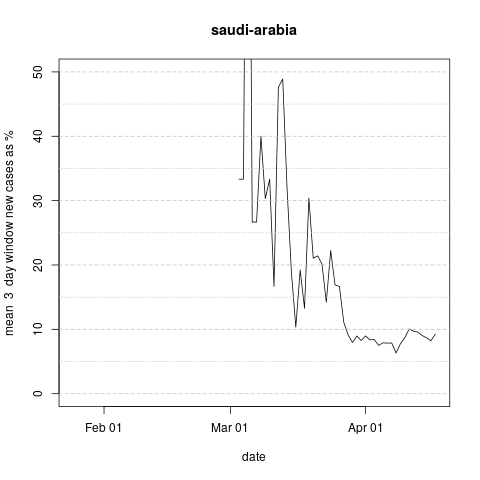 saudi-arabia
mean 3 day window new cases as %
50
40
30
20
10
0
Feb 01
Mar 01
Apr 01
date